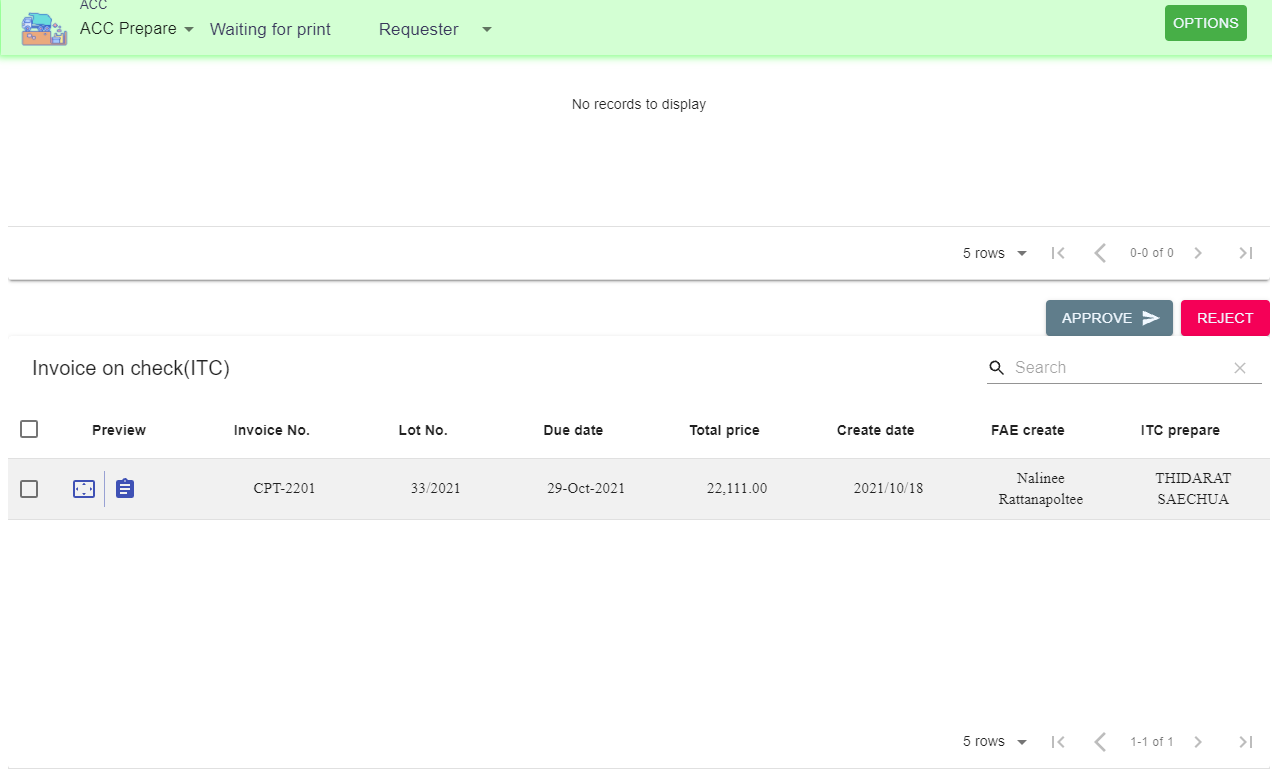 ACC
ACC Prepare Waiting for print Requester OPTIONS
No records to display
5 rows 0-0 of 0
APPROVE REJECT
Invoice on check(ITC) Search
Preview Invoice No. Lot No. Due date Total price Create date FAE create ITC prepare
CPT-2201 33/2021 29-Oct-2021 22,111.00 2021/10/18 Nalinee Rattanapoltee THIDARAT SAECHUA
5 rows 1-1 of 1